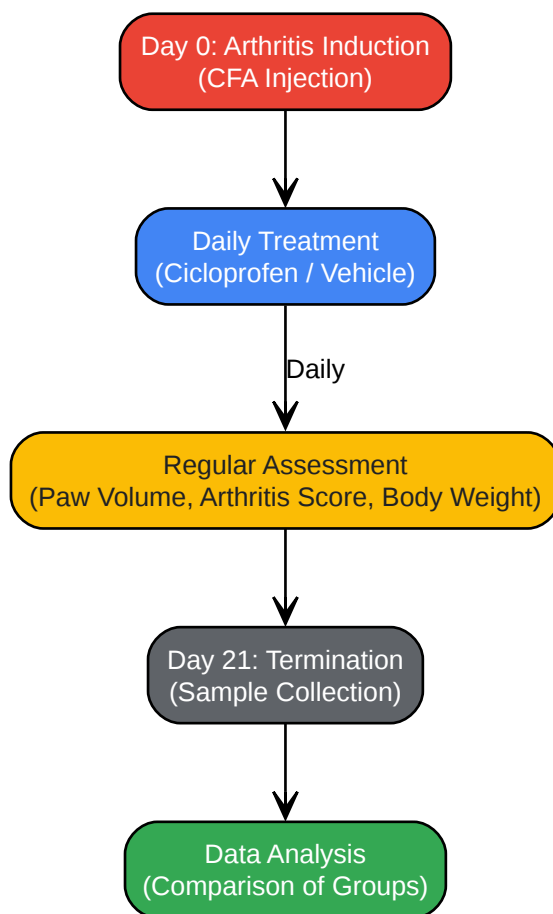 Day 0: Arthritis Induction
(CFA Injection)
Daily Treatment
(Cicloprofen / Vehicle)
Daily
Regular Assessment
(Paw Volume, Arthritis Score, Body Weight)
Day 21: Termination
(Sample Collection)
Data Analysis
(Comparison of Groups)